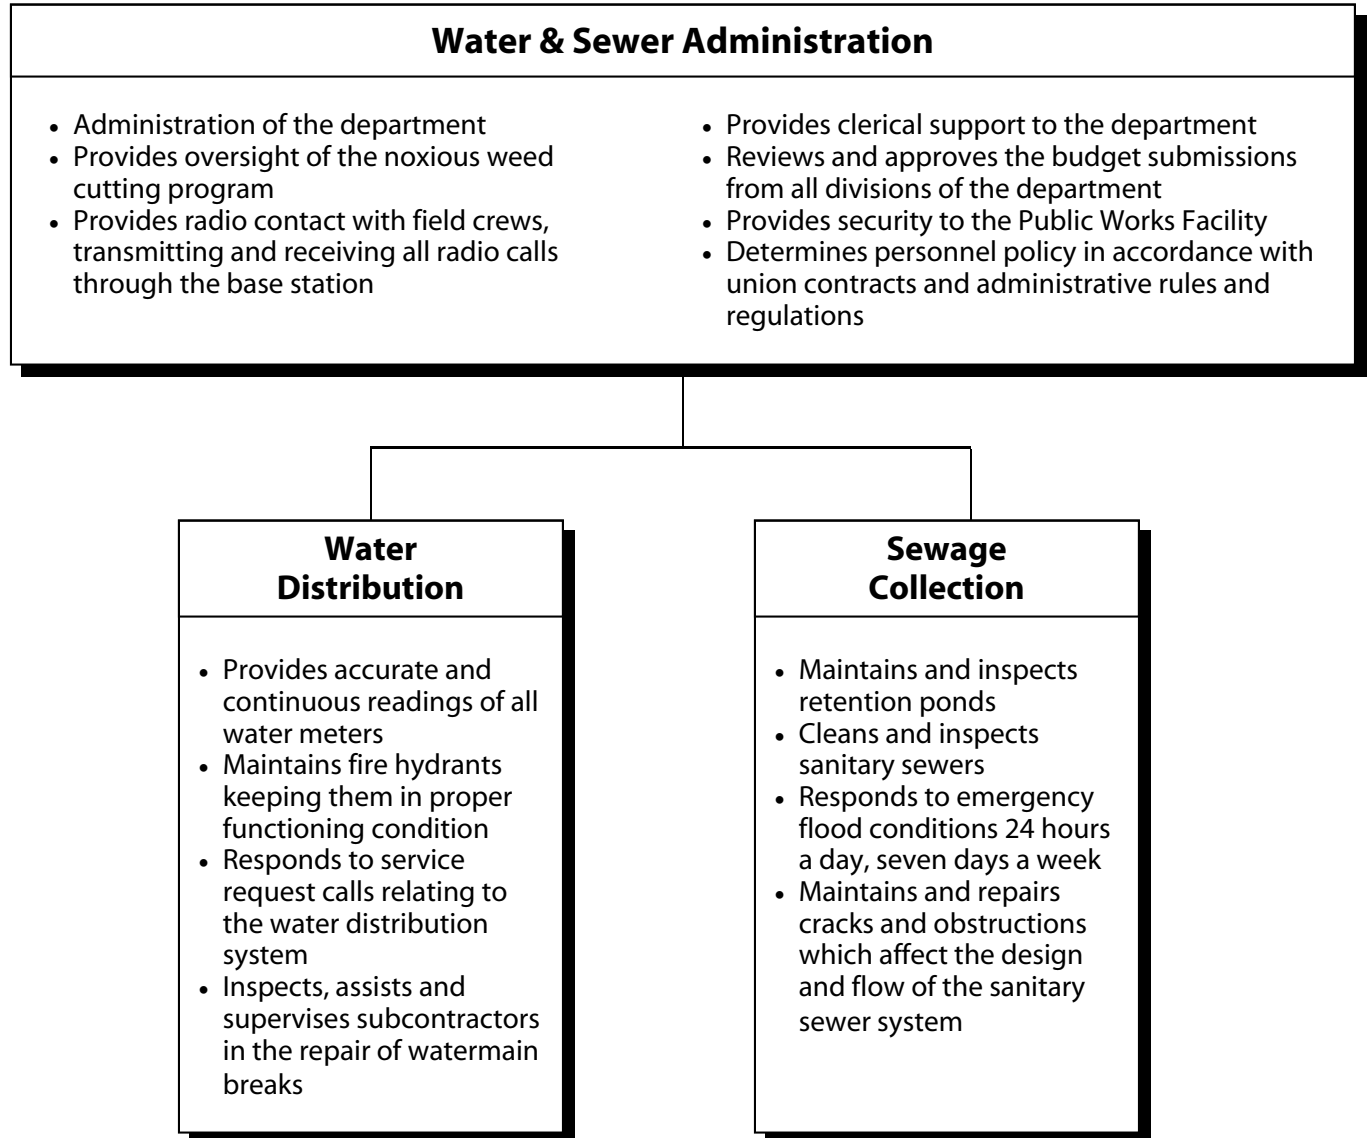 Water & Sewer Administration
• Administration of the department
• Provides oversight of the noxious weed
cutting program
• Provides radio contact with field crews,
transmitting and receiving all radio calls
through the base station
• Provides clerical support to the department
• Reviews and approves the budget submissions
from all divisions of the department
• Provides security to the Public Works Facility
• Determines personnel policy in accordance with
union contracts and administrative rules and
regulations
Water
Distribution
• Provides accurate and
continuous readings of all
water meters
• Maintains fire hydrants
keeping them in proper
functioning condition
• Responds to service
request calls relating to
the water distribution
system
• Inspects, assists and
supervises subcontractors
in the repair of watermain
breaks
Sewage
Collection
• Maintains and inspects
retention ponds
• Cleans and inspects
sanitary sewers
• Responds to emergency
flood conditions 24 hours
a day, seven days a week
• Maintains and repairs
cracks and obstructions
which affect the design
and flow of the sanitary
sewer system